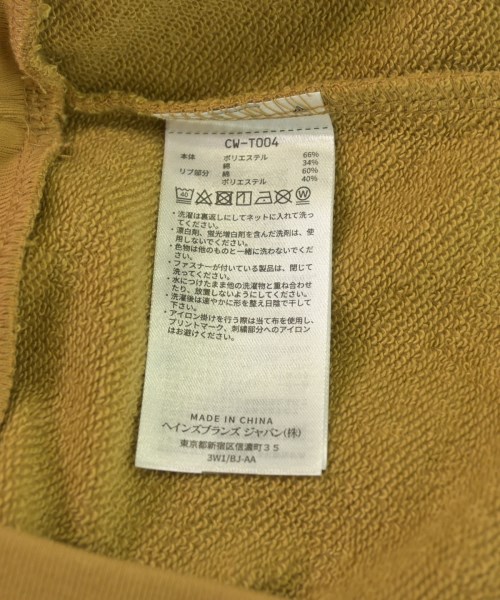 CW-T004
本体 ポリエステル 66%
綿 34%
リブ部分 綿 60%
ポリエステル 40%
40 W
・洗濯は裏返しにしてネットに入れて洗っ
てください。
・漂白剤、蛍光増白剤を含んだ洗剤は、使
用しないでください。
・色物は他のものと一緒に洗わないでください。
・ファスナーが付いている製品は、閉じて
洗ってください。
・水につけたまま他の洗濯物と重ね合わせ
たり、放置しないようにしてください。
・洗濯後は速やかに形を整え日陰で干して
下さい。
・アイロン掛けを行う際は当て布を使用し、
プリントマーク、刺繍部分へのアイロン
はお避けください。
MADE IN CHINA
ヘインズブランズ ジャパン(株)
東京都新宿区信濃町35
3W1/BJ-AA